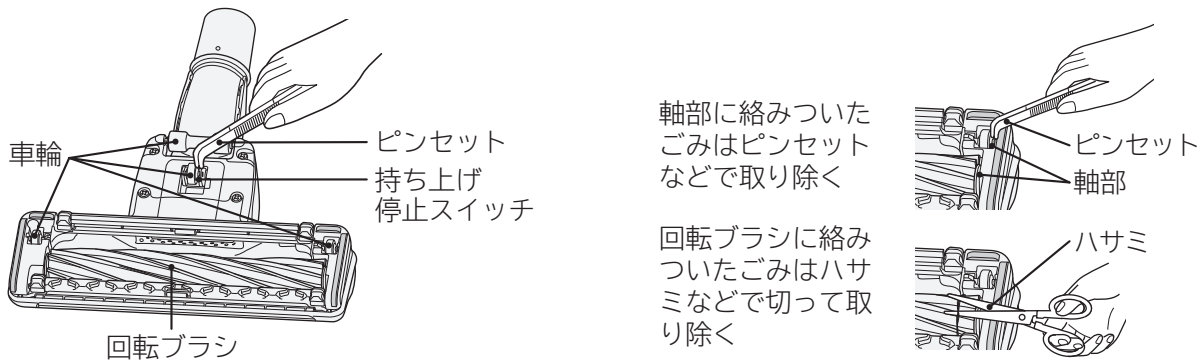 車輪
ピンセット
持ち上げ
停止スイッチ
回転ブラシ
軸部に絡みついた
ごみはピンセット
などで取り除く
ピンセット
軸部
回転ブラシに絡み
ついたごみはハサ
ミなどで切って取
り除く
ハサミ